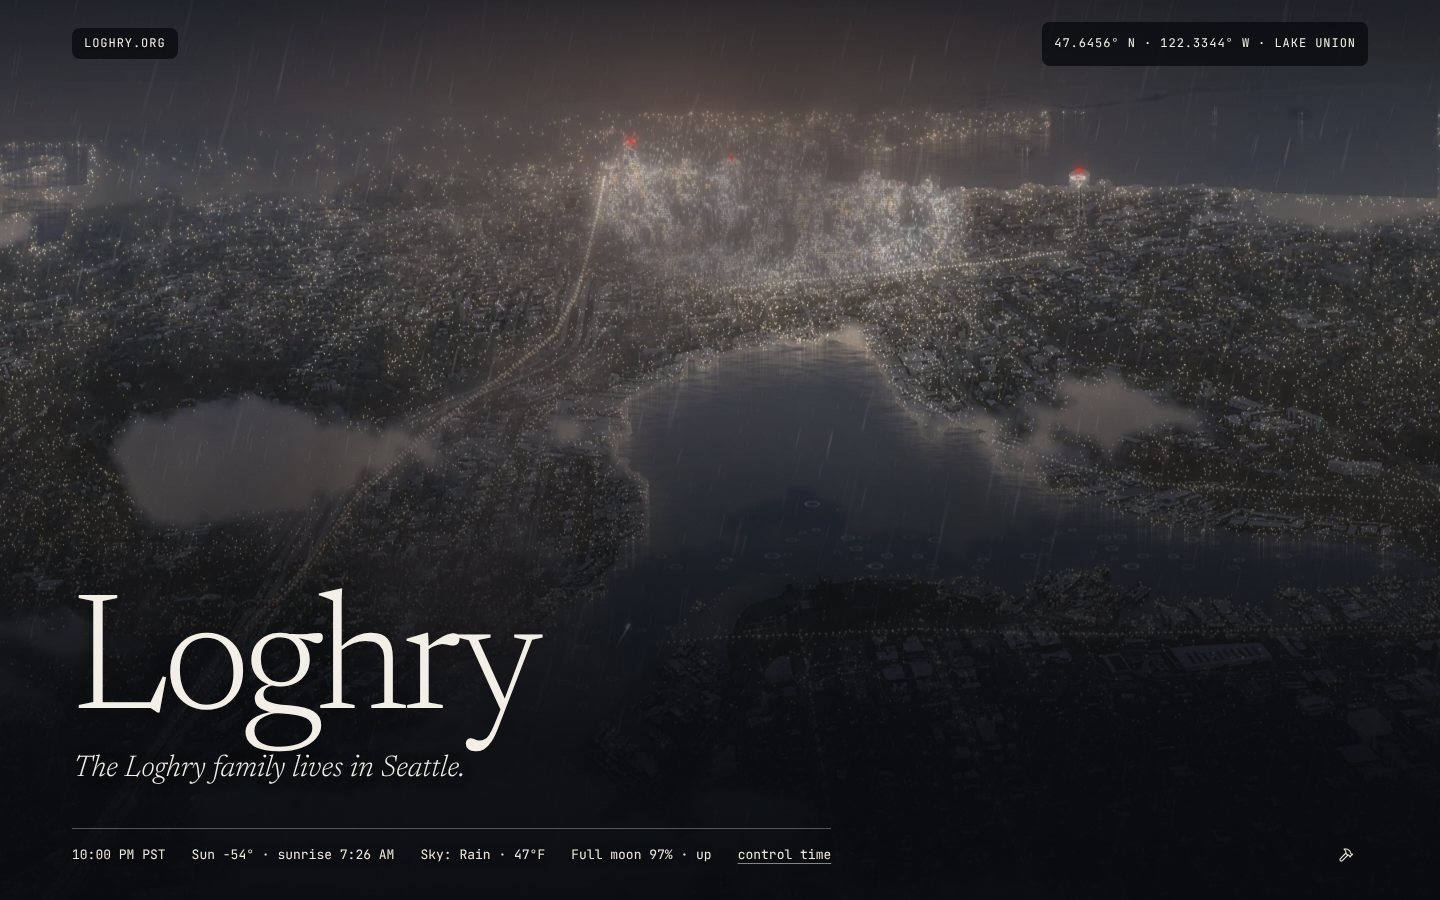 LOGHRY.ORG
47.6456° N · 122.3344° W · LAKE UNION
Loghry
The Loghry family lives in Seattle.
10:00 PM PST Sun -54° · sunrise 7:26 AM Sky: Rain · 47°F Full moon 97% · up control time